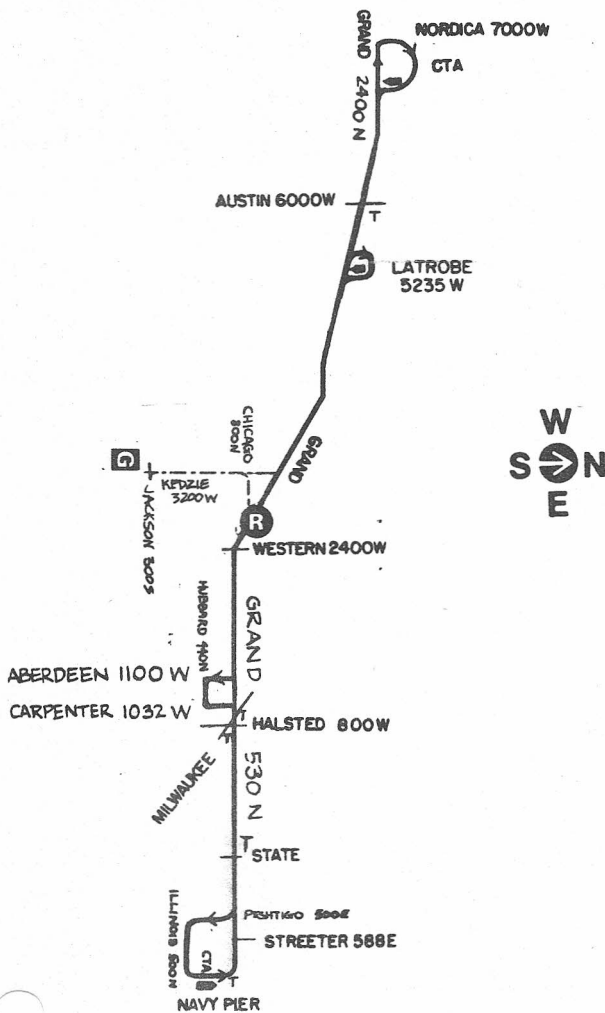 NORDICA 7000W
CTA
GRAND 2400 N
AUSTIN 6000W
T
LATROBE
5235 W
GRAND
CHICAGO
800N
W
S N
E
G
KEDZIE
3200W
JACKSON 300S
R
WESTERN 2400W
HUBBARD 440N
GRAND
ABERDEEN 1100 W
CARPENTER 1032 W
T
HALSTED 800W
T
MILWAUKEE
530 N
T
STATE
PESHTIGO 500E
ILLINOIS 500N
STREETER 588E
CTA
T
NAVY PIER